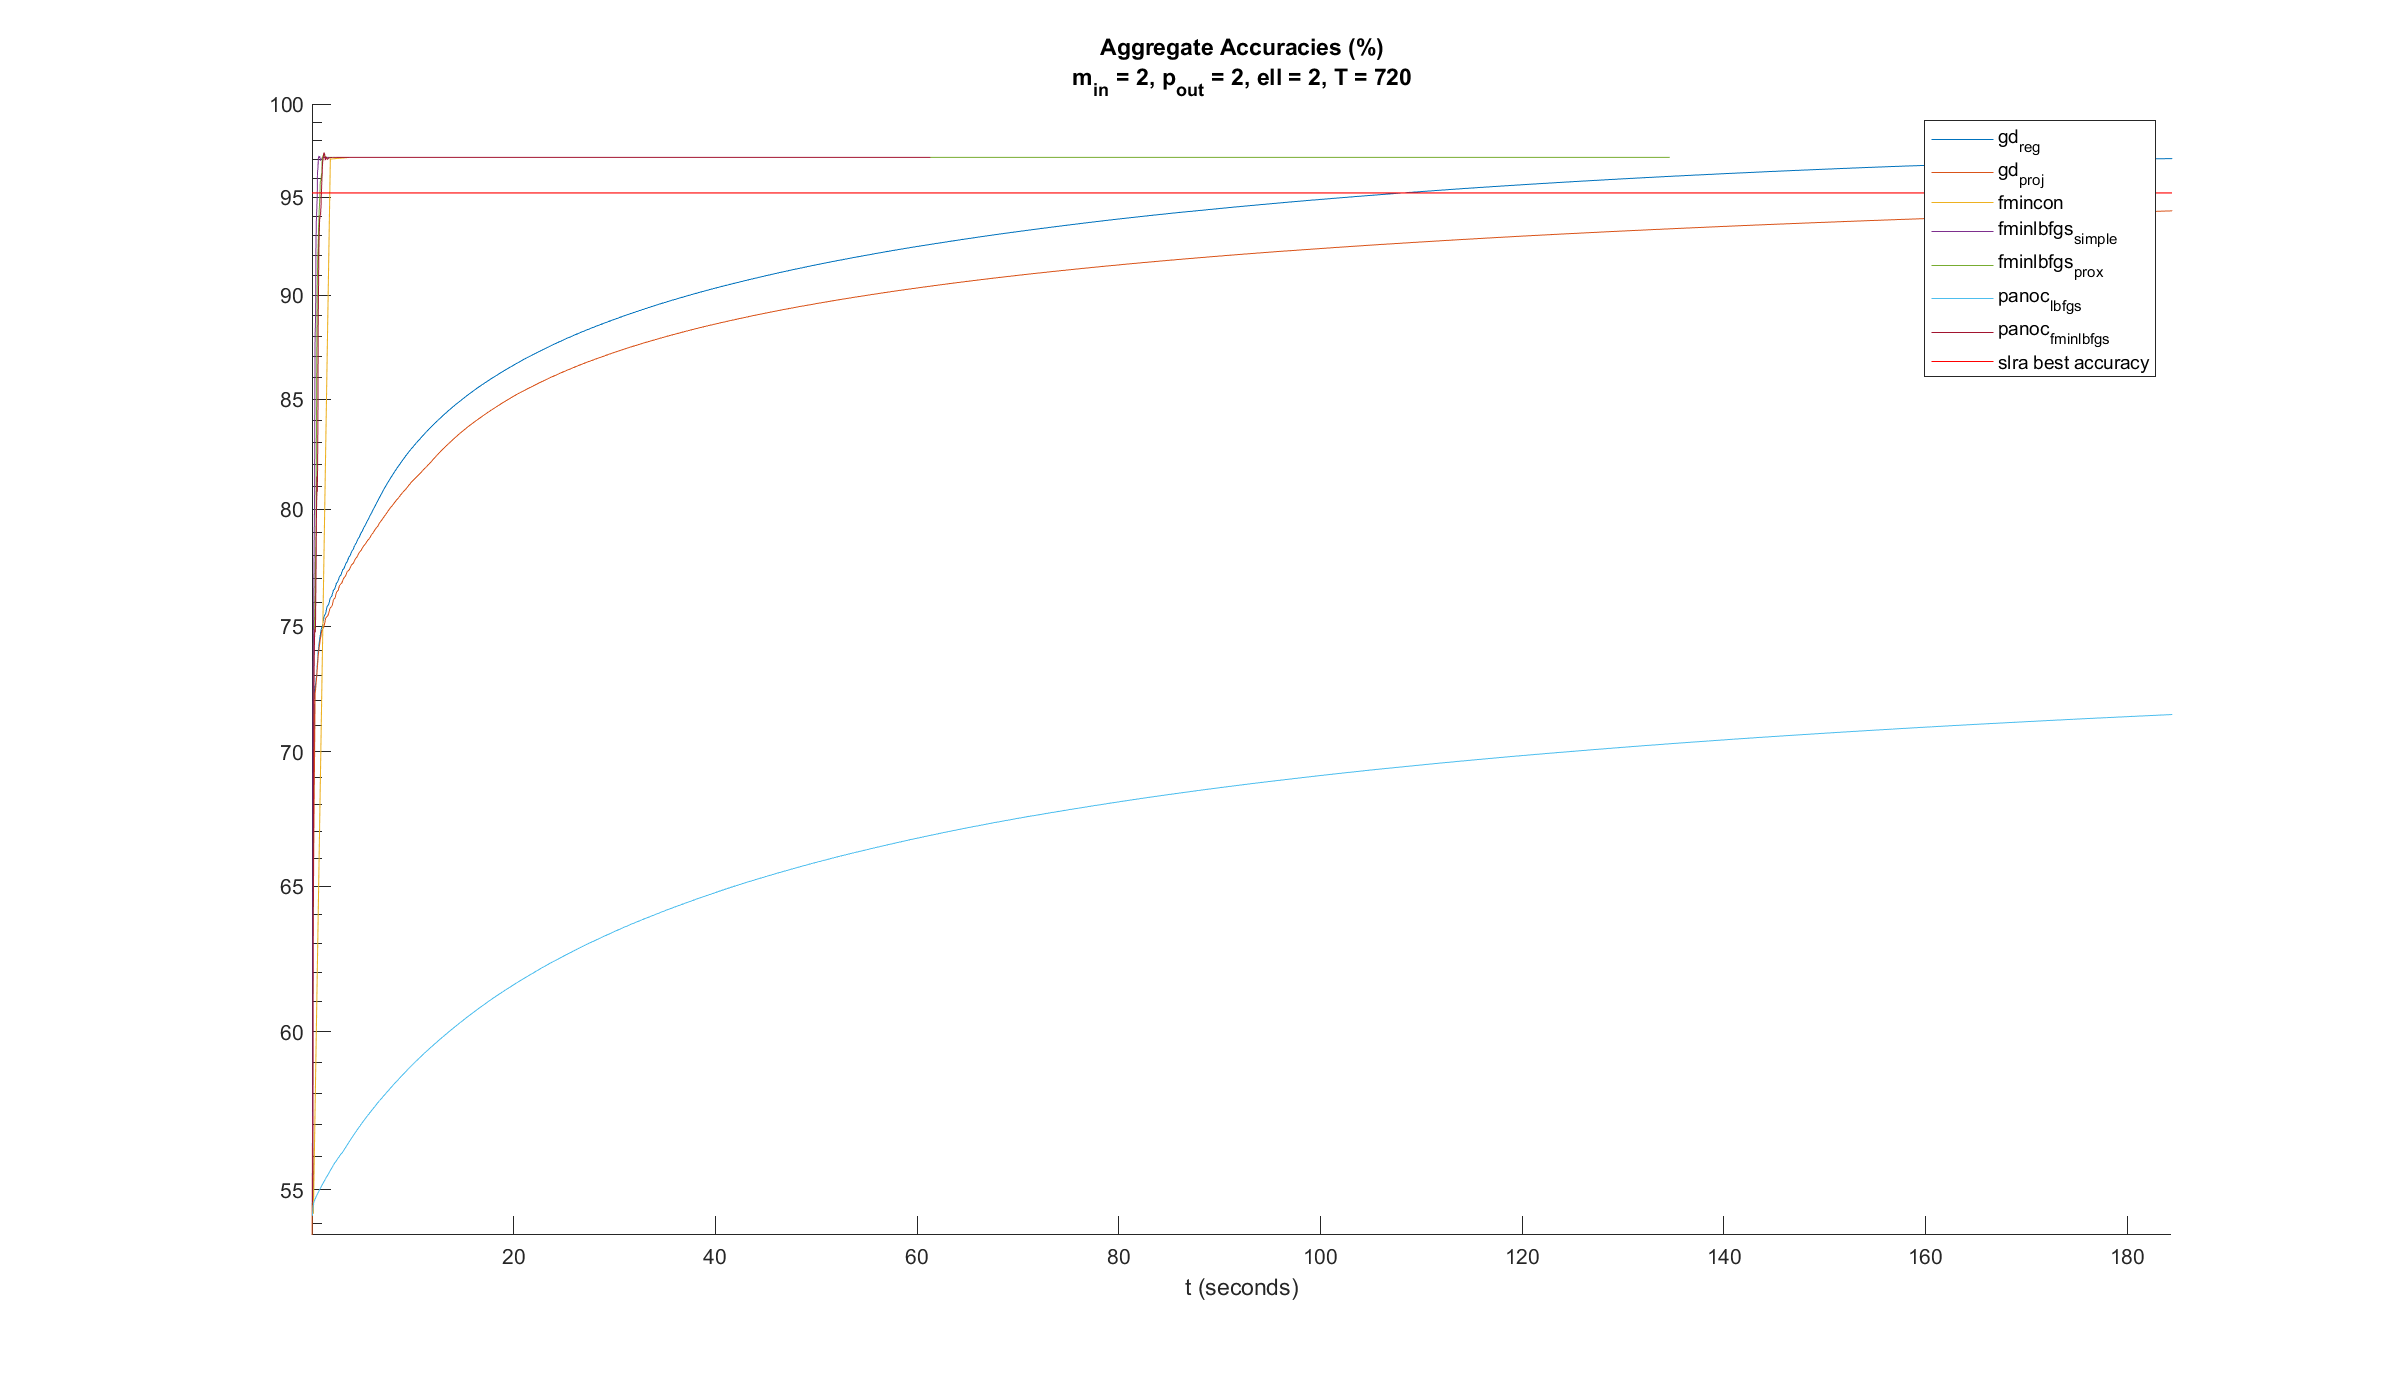 Aggregate Accuracies (%)
m_in = 2, p_out = 2, ell = 2, T = 720
100
95
90
85
80
75
70
65
60
55
20 40 60 80 100 120 140 160 180
t (seconds)
gd_reg
gd_proj
fmincon
fminlbfgs_simple
fminlbfgs_prox
panoc_lbfgs
panoc_fminlbfgs
slra best accuracy